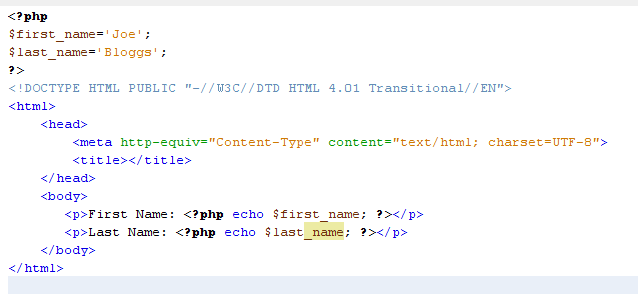 <?php
$first_name='Joe';
$last_name='Bloggs';
?>
<!DOCTYPE HTML PUBLIC "-//W3C//DTD HTML 4.01 Transitional//EN">
<html>
    <head>
        <meta http-equiv="Content-Type" content="text/html; charset=UTF-8">
        <title></title>
    </head>
    <body>
       <p>First Name: <?php echo $first_name; ?></p>
       <p>Last Name: <?php echo $last_name; ?></p>
    </body>
</html>